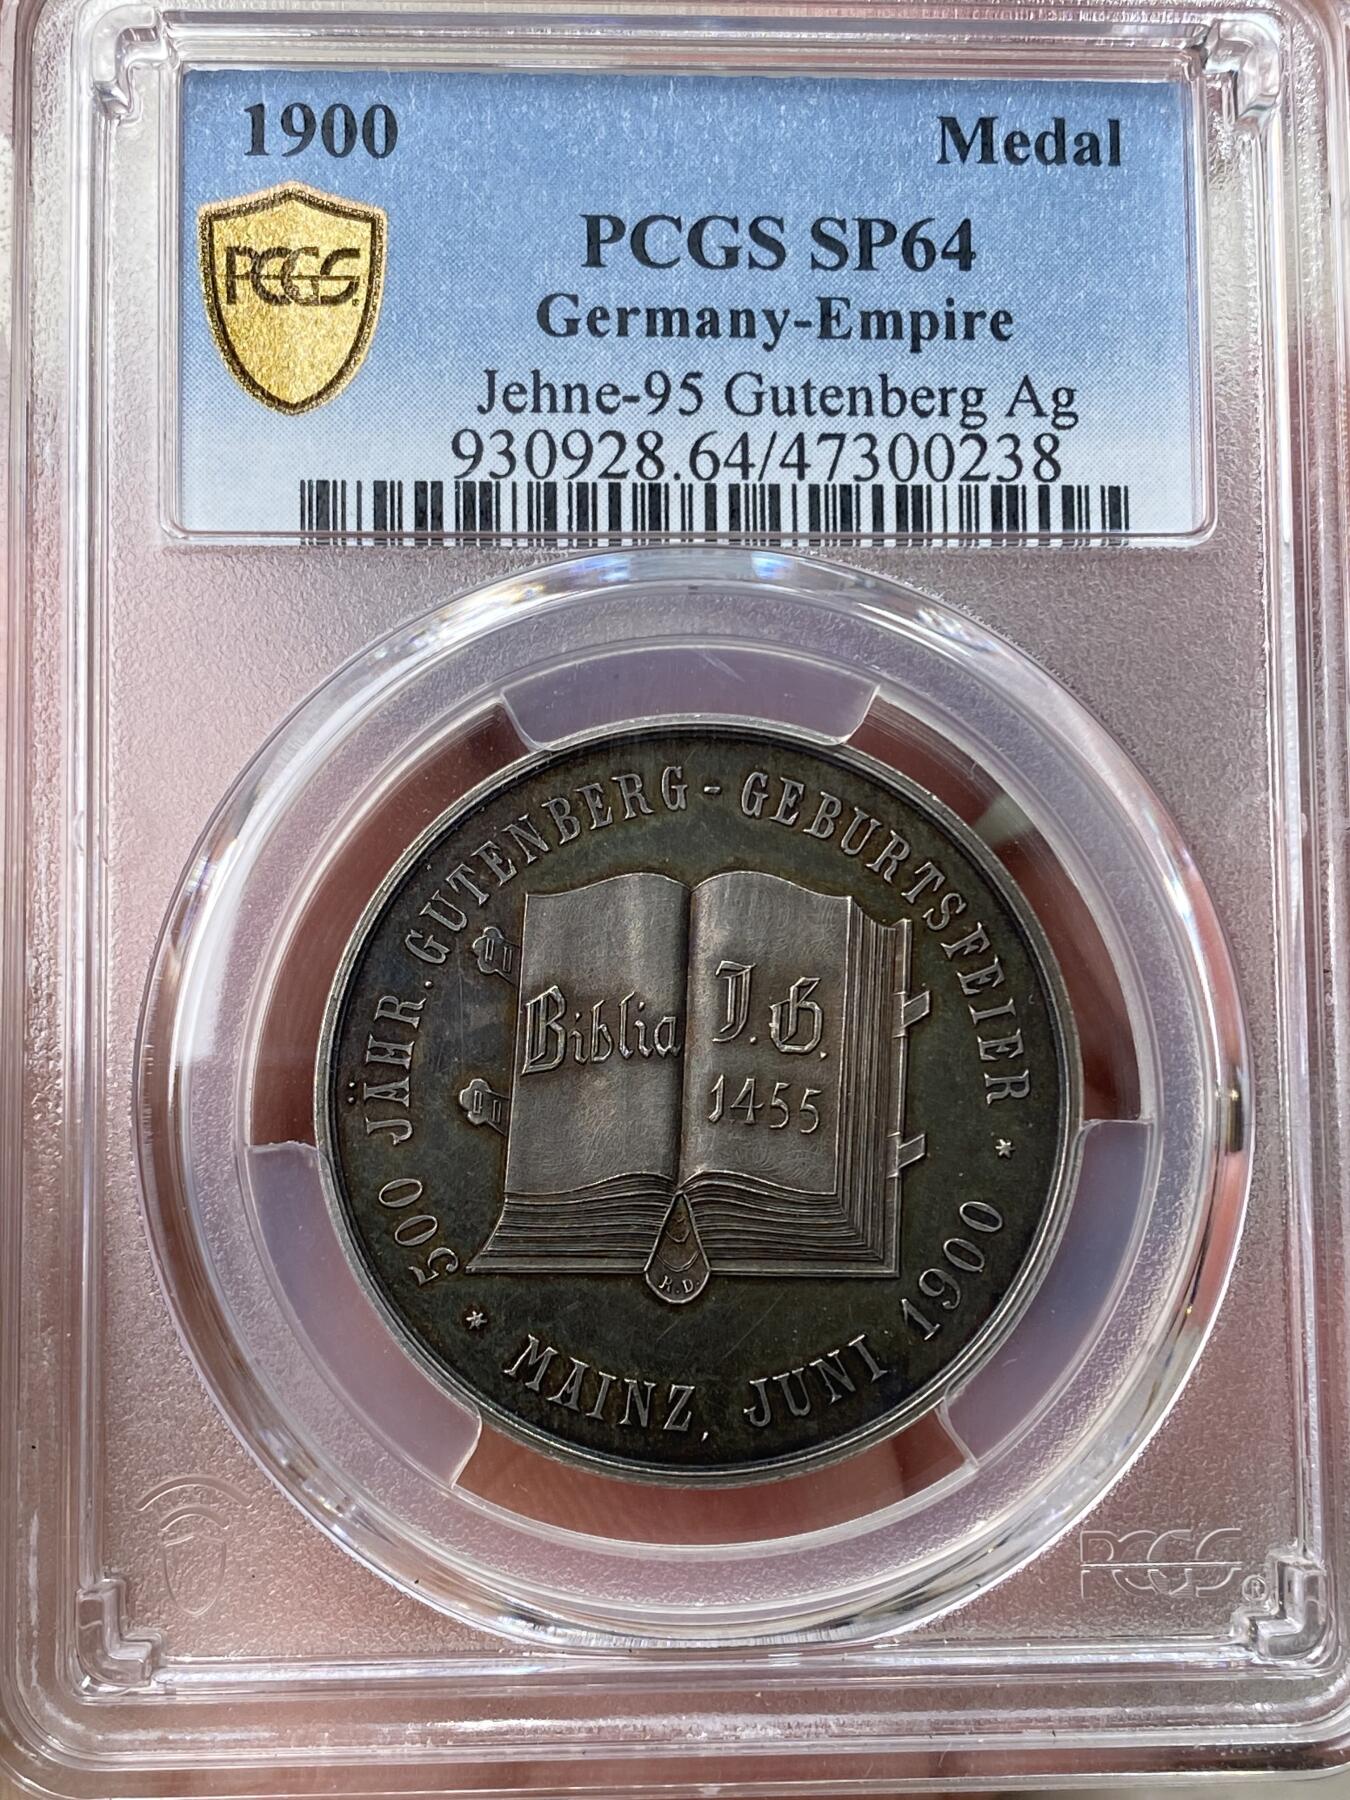 1900
Medal
PCGS
PCGS SP64
Germany-Empire
Jehne-95 Gutenberg Ag
930928.64/47300238
500 JÄHR. GUTENBERG-GEBURTSFEIER
Biblia
J. G.
1455
R.D.
* MAINZ, JUNI 1900 *
PCGS